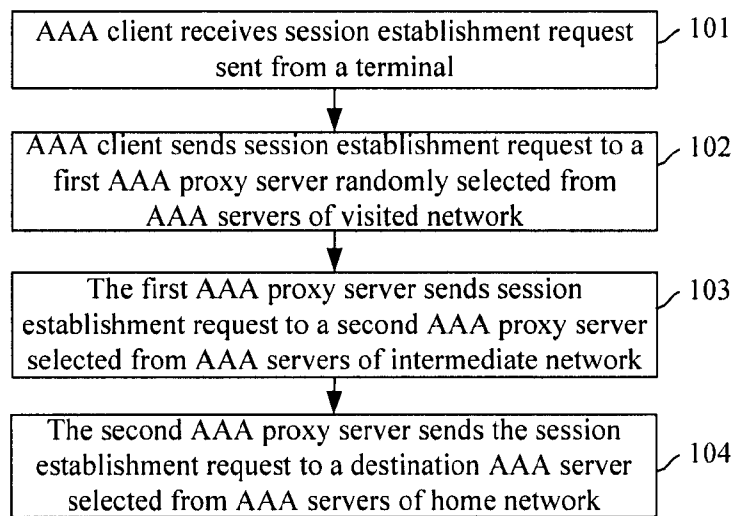 AAA client receives session establishment request
sent from a terminal
101
AAA client sends session establishment request to a
first AAA proxy server randomly selected from
AAA servers of visited network
102
The first AAA proxy server sends session
establishment request to a second AAA proxy server
selected from AAA servers of intermediate network
103
The second AAA proxy server sends the session
establishment request to a destination AAA server
selected from AAA servers of home network
104